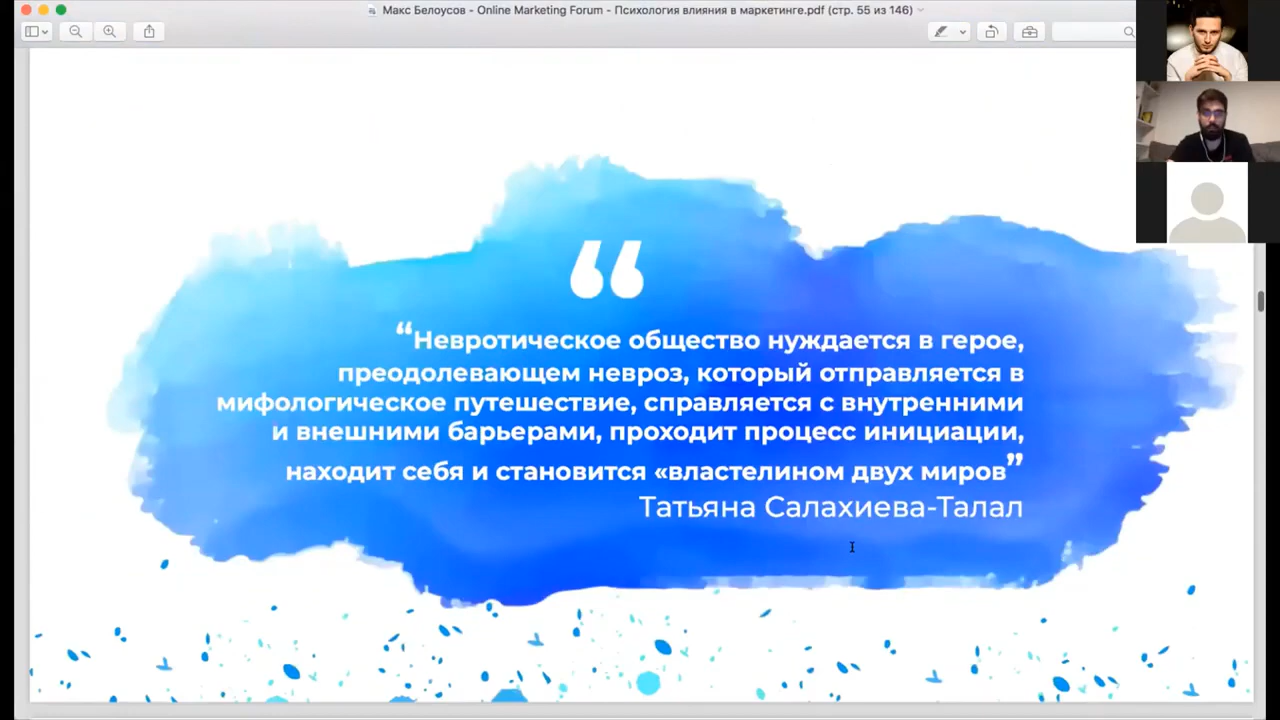 Макс Белоусов - Online Marketing Forum - Психология влияния в маркетинге.pdf (стр. 55 из 146)
“
“Невротическое общество нуждается в герое,
преодолевающем невроз, который отправляется в
мифологическое путешествие, справляется с внутренними
и внешними барьерами, проходит процесс инициации,
находит себя и становится «властелином двух миров”
Татьяна Салахиева-Талал